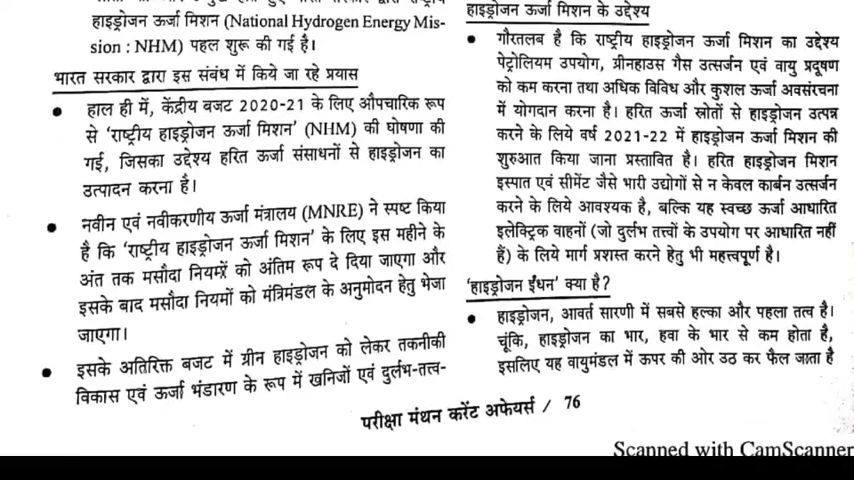 हाइड्रोजन ऊर्जा मिशन (National Hydrogen Energy Mis-
sion : NHM) पहल शुरू की गई है।
भारत सरकार द्वारा इस संबंध में किये जा रहे प्रयास
● हाल ही में, केंद्रीय बजट 2020-21 के लिए औपचारिक रूप
से ‘राष्ट्रीय हाइड्रोजन ऊर्जा मिशन’ (NHM) की घोषणा की
गई, जिसका उद्देश्य हरित ऊर्जा संसाधनों से हाइड्रोजन का
उत्पादन करना है।
● नवीन एवं नवीकरणीय ऊर्जा मंत्रालय (MNRE) ने स्पष्ट किया
है कि ‘राष्ट्रीय हाइड्रोजन ऊर्जा मिशन’ के लिए इस महीने के
अंत तक मसौदा नियमों को अंतिम रूप दे दिया जाएगा और
इसके बाद मसौदा नियमों को मंत्रिमंडल के अनुमोदन हेतु भेजा
जाएगा।
● इसके अतिरिक्त बजट में ग्रीन हाइड्रोजन को लेकर तकनीकी
विकास एवं ऊर्जा भंडारण के रूप में खनिजों एवं दुर्लभ-तत्व-
हाइड्रोजन ऊर्जा मिशन के उद्देश्य
● गौरतलब है कि राष्ट्रीय हाइड्रोजन ऊर्जा मिशन का उद्देश्य
पेट्रोलियम उपयोग, ग्रीनहाउस गैस उत्सर्जन एवं वायु प्रदूषण
को कम करना तथा अधिक विविध और कुशल ऊर्जा अवसंरचना
में योगदान करना है। हरित ऊर्जा स्रोतों से हाइड्रोजन उत्पन्न
करने के लिये वर्ष 2021-22 में हाइड्रोजन ऊर्जा मिशन की
शुरुआत किया जाना प्रस्तावित है। हरित हाइड्रोजन मिशन
इस्पात एवं सीमेंट जैसे भारी उद्योगों से न केवल कार्बन उत्सर्जन
करने के लिये आवश्यक है, बल्कि यह स्वच्छ ऊर्जा आधारित
इलेक्ट्रिक वाहनों (जो दुर्लभ तत्त्वों के उपयोग पर आधारित नहीं
हैं) के लिये मार्ग प्रशस्त करने हेतु भी महत्त्वपूर्ण है।
‘हाइड्रोजन ईंधन’ क्या है?
● हाइड्रोजन, आवर्त सारणी में सबसे हल्का और पहला तत्व है।
चूंकि, हाइड्रोजन का भार, हवा के भार से कम होता है,
इसलिए यह वायुमंडल में ऊपर की ओर उठ कर फैल जाता है
परीक्षा मंथन करेंट अफेयर्स / 76
Scanned with CamScanner